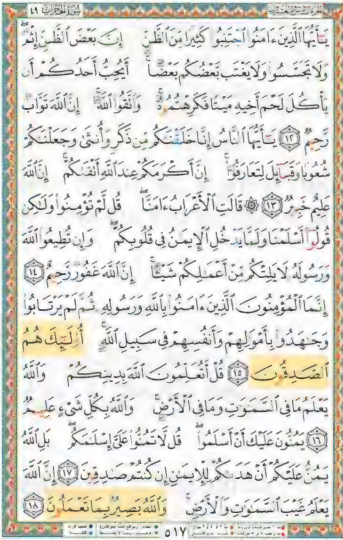 ٤٩
يَٰٓأَيُّهَا ٱلَّذِينَ ءَامَنُوا۟ ٱجْتَنِبُوا۟ كَثِيرًا مِّنَ ٱلظَّنِّ إِنَّ بَعْضَ ٱلظَّنِّ إِثْمٌ ۖ
وَلَا تَجَسَّسُوا۟ وَلَا يَغْتَب بَّعْضُكُم بَعْضًا ۚ أَيُحِبُّ أَحَدُكُمْ أَن
يَأْكُلَ لَحْمَ أَخِيهِ مَيْتًا فَكَرِهْتُمُوهُ ۚ وَٱتَّقُوا۟ ٱللَّهَ ۚ إِنَّ ٱللَّهَ تَوَّابٌ
رَّحِيمٌ ۝١٢ يَٰٓأَيُّهَا ٱلنَّاسُ إِنَّا خَلَقْنَٰكُم مِّن ذَكَرٍ وَأُنثَىٰ وَجَعَلْنَٰكُمْ
شُعُوبًا وَقَبَآئِلَ لِتَعَارَفُوٓا۟ ۚ إِنَّ أَكْرَمَكُمْ عِندَ ٱللَّهِ أَتْقَىٰكُمْ ۚ إِنَّ ٱللَّهَ
عَلِيمٌ خَبِيرٌ ۝١٣ ۞ قَالَتِ ٱلْأَعْرَابُ ءَامَنَّا ۖ قُل لَّمْ تُؤْمِنُوا۟ وَلَٰكِن
قُولُوٓا۟ أَسْلَمْنَا وَلَمَّا يَدْخُلِ ٱلْإِيمَٰنُ فِى قُلُوبِكُمْ ۖ وَإِن تُطِيعُوا۟ ٱللَّهَ
وَرَسُولَهُۥ لَا يَلِتْكُم مِّنْ أَعْمَٰلِكُمْ شَيْـًٔا ۚ إِنَّ ٱللَّهَ غَفُورٌ رَّحِيمٌ ۝١٤
إِنَّمَا ٱلْمُؤْمِنُونَ ٱلَّذِينَ ءَامَنُوا۟ بِٱللَّهِ وَرَسُولِهِۦ ثُمَّ لَمْ يَرْتَابُوا۟
وَجَٰهَدُوا۟ بِأَمْوَٰلِهِمْ وَأَنفُسِهِمْ فِى سَبِيلِ ٱللَّهِ ۚ أُو۟لَٰٓئِكَ هُمُ
ٱلصَّٰدِقُونَ ۝١٥ قُلْ أَتُعَلِّمُونَ ٱللَّهَ بِدِينِكُمْ وَٱللَّهُ
يَعْلَمُ مَا فِى ٱلسَّمَٰوَٰتِ وَمَا فِى ٱلْأَرْضِ ۚ وَٱللَّهُ بِكُلِّ شَىْءٍ عَلِيمٌ
۝١٦ يَمُنُّونَ عَلَيْكَ أَنْ أَسْلَمُوا۟ ۖ قُل لَّا تَمُنُّوا۟ عَلَىَّ إِسْلَٰمَكُم ۖ بَلِ ٱللَّهُ
يَمُنُّ عَلَيْكُمْ أَنْ هَدَىٰكُمْ لِلْإِيمَٰنِ إِن كُنتُمْ صَٰدِقِينَ ۝١٧ إِنَّ ٱللَّهَ
يَعْلَمُ غَيْبَ ٱلسَّمَٰوَٰتِ وَٱلْأَرْضِ ۚ وَٱللَّهُ بَصِيرٌۢ بِمَا تَعْمَلُونَ ۝١٨
٥١٧